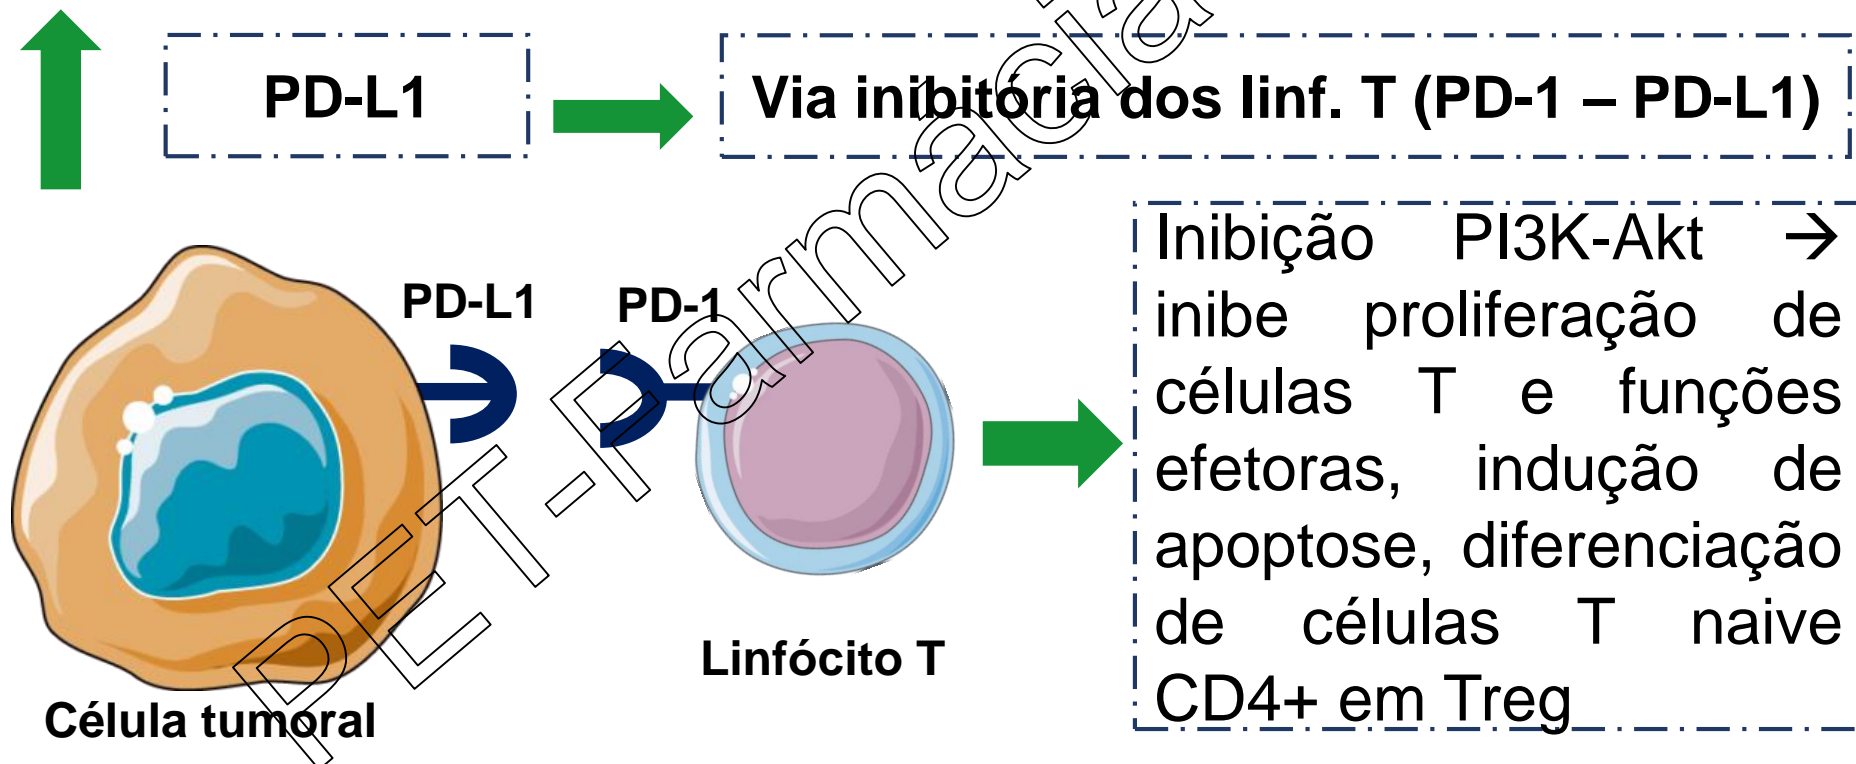 PD-L1
Via inibitória dos linf. T (PD-1 – PD-L1)
PD-L1
PD-1
Célula tumoral
Linfócito T
Inibição PI3K-Akt →
inibe proliferação de
células T e funções
efetoras, indução de
apoptose, diferenciação
de células T naive
CD4+ em Treg
PET-Farmácia